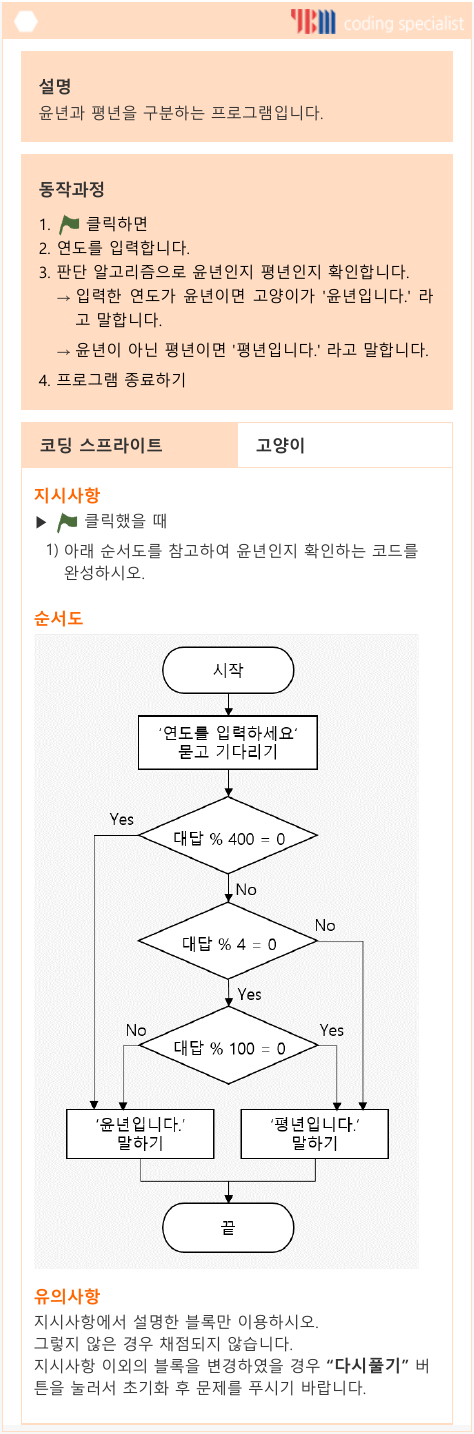 YBM coding specialist
설명
윤년과 평년을 구분하는 프로그램입니다.
동작과정
1. 클릭하면
2. 연도를 입력합니다.
3. 판단 알고리즘으로 윤년인지 평년인지 확인합니다.
→ 입력한 연도가 윤년이면 고양이가 '윤년입니다.' 라
고 말합니다.
→ 윤년이 아닌 평년이면 '평년입니다.' 라고 말합니다.
4. 프로그램 종료하기
코딩 스프라이트 고양이
지시사항
▶ 클릭했을 때
1) 아래 순서도를 참고하여 윤년인지 확인하는 코드를
완성하시오.
순서도
시작
‘연도를 입력하세요‘
묻고 기다리기
Yes
대답 % 400 = 0
No
No
대답 % 4 = 0
Yes
No
Yes
대답 % 100 = 0
‘윤년입니다.’
말하기
‘평년입니다.‘
말하기
끝
유의사항
지시사항에서 설명한 블록만 이용하시오.
그렇지 않은 경우 채점되지 않습니다.
지시사항 이외의 블록을 변경하였을 경우 “다시풀기” 버
튼을 눌러서 초기화 후 문제를 푸시기 바랍니다.